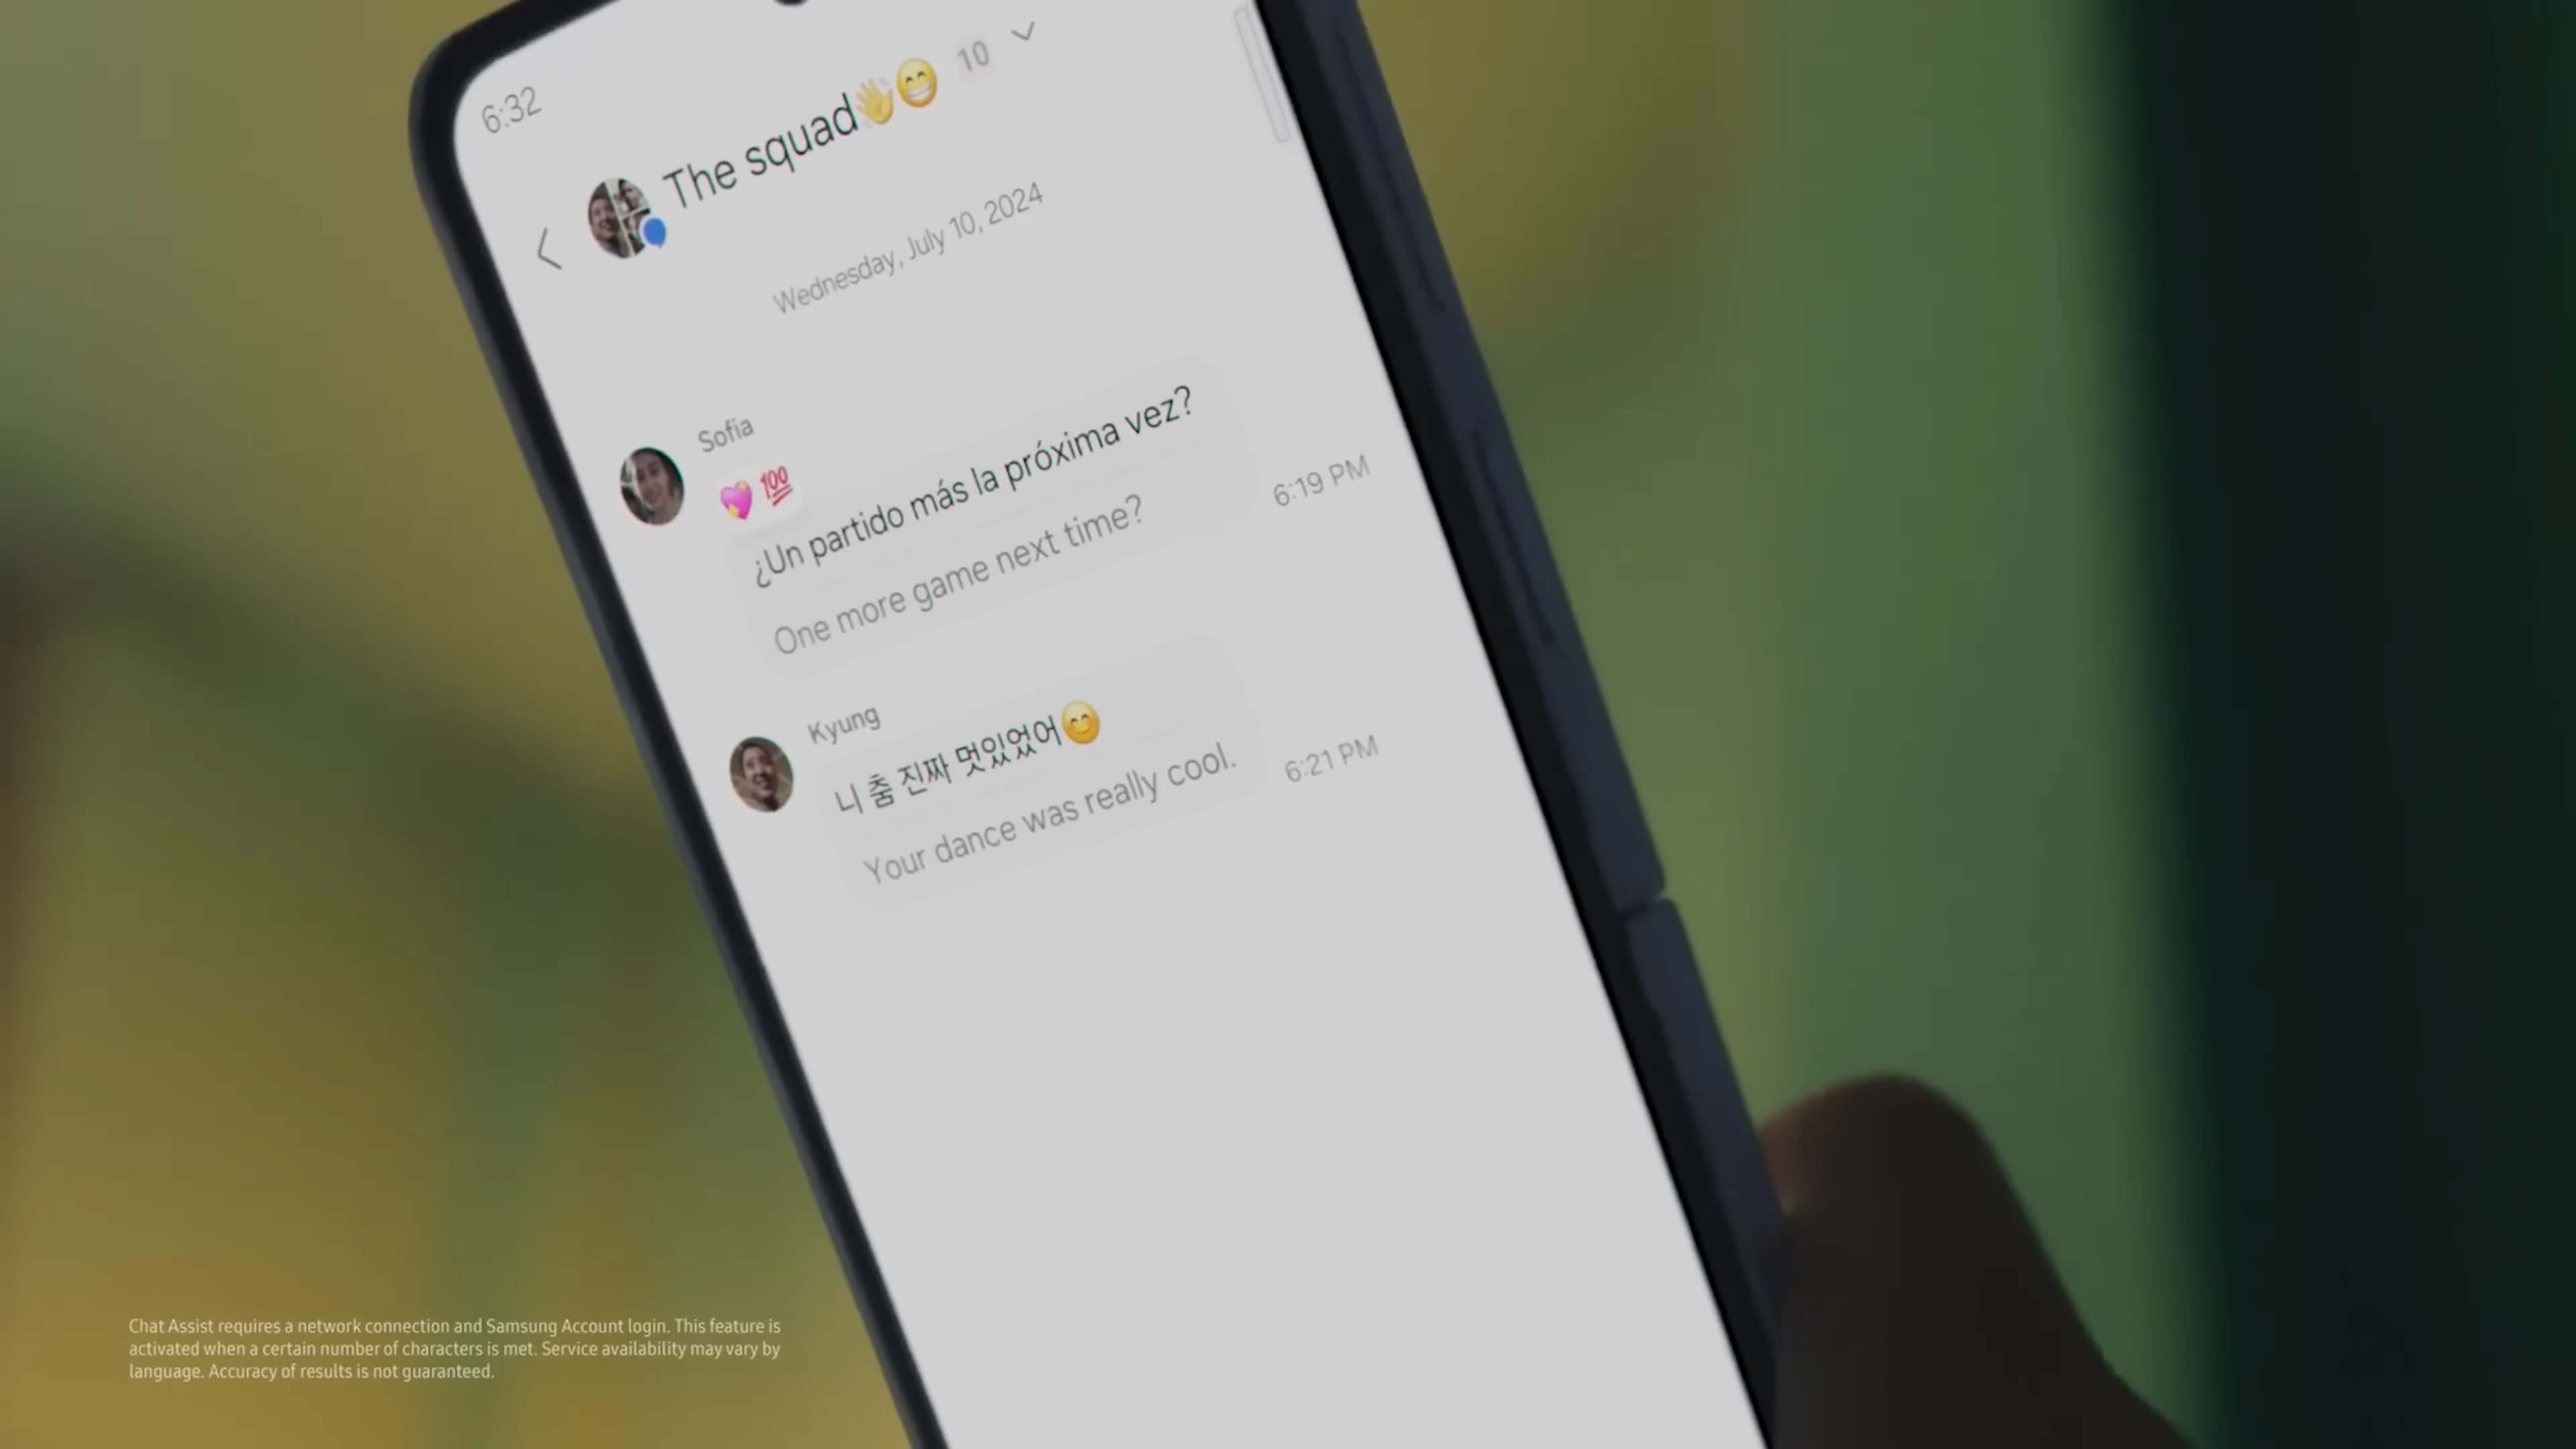 6:32
The squad👋😁 10
Wednesday, July 10, 2024
Sofia
💖 💯
¿Un partido más la próxima vez?
One more game next time?
6:19 PM
Kyung
니 춤 진짜 멋있었어😊
Your dance was really cool.
6:21 PM
Chat Assist requires a network connection and Samsung Account login. This feature is
activated when a certain number of characters is met. Service availability may vary by
language. Accuracy of results is not guaranteed.